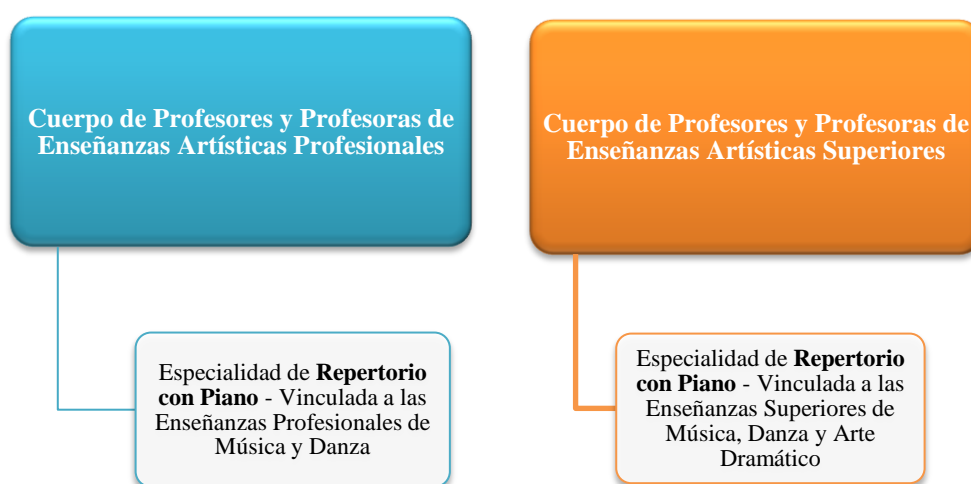 Cuerpo de Profesores y Profesoras de
Enseñanzas Artísticas Profesionales
Especialidad de Repertorio
con Piano - Vinculada a las
Enseñanzas Profesionales de
Música y Danza
Cuerpo de Profesores y Profesoras de
Enseñanzas Artísticas Superiores
Especialidad de Repertorio
con Piano - Vinculada a las
Enseñanzas Superiores de
Música, Danza y Arte
Dramático